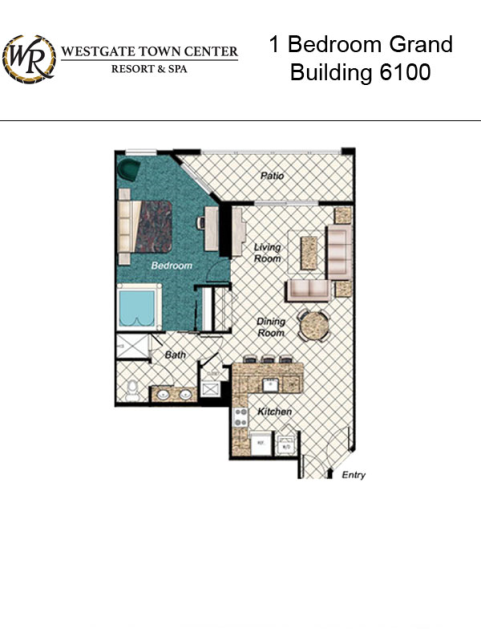 WR
WESTGATE TOWN CENTER
RESORT & SPA
1 Bedroom Grand
Building 6100
Patio
Living
Room
Bedroom
Dining
Room
Bath
Kitchen
Entry